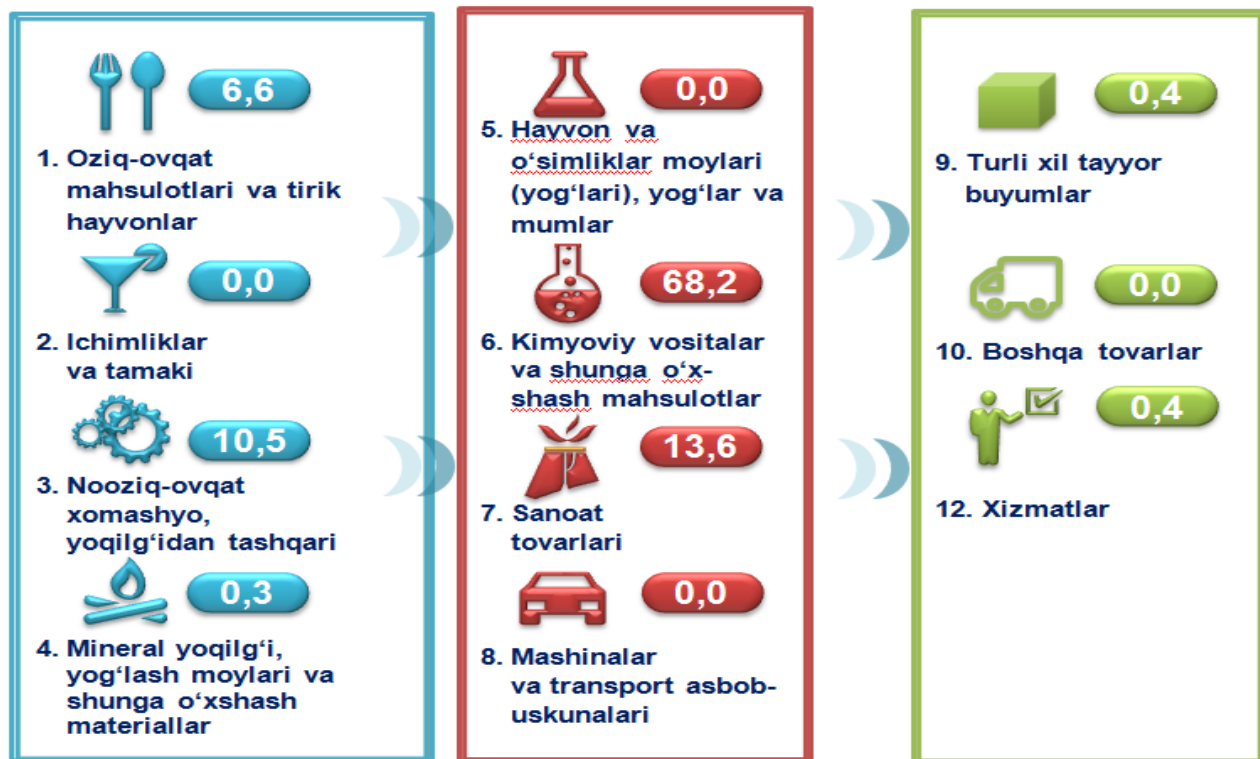 6,6
1. Oziq-ovqat
mahsulotlari va tirik
hayvonlar
0,0
2. Ichimliklar
va tamaki
10,5
3. Nooziq-ovqat
xomashyo,
yoqilg‘idan tashqari
0,3
4. Mineral yoqilg‘i,
yog‘lash moylari va
shunga o‘xshash
materiallar
0,0
5. Hayvon va
o‘simliklar moylari
(yog‘lari), yog‘lar va
mumlar
68,2
6. Kimyoviy vositalar
va shunga o‘x-
shash mahsulotlar
13,6
7. Sanoat
tovarlari
0,0
8. Mashinalar
va transport asbob-
uskunalari
0,4
9. Turli xil tayyor
buyumlar
0,0
10. Boshqa tovarlar
0,4
12. Xizmatlar